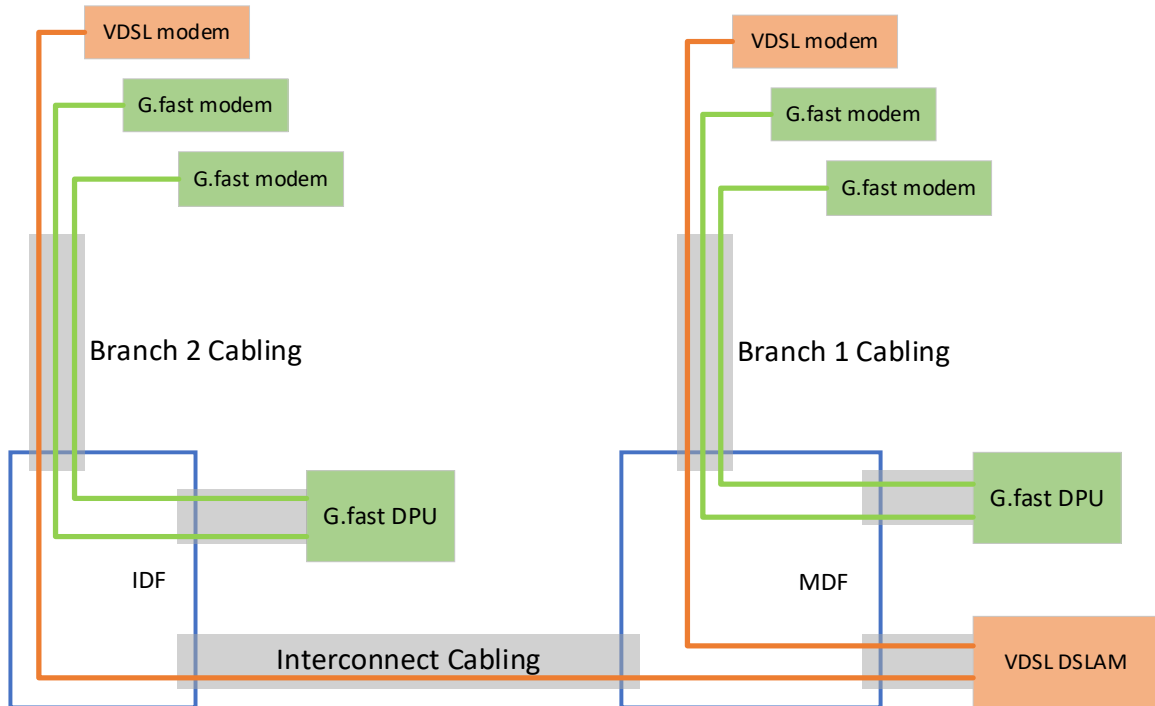 VDSL modem
G.fast modem
G.fast modem
Branch 2 Cabling
G.fast DPU
IDF
Interconnect Cabling
VDSL modem
G.fast modem
G.fast modem
Branch 1 Cabling
G.fast DPU
MDF
VDSL DSLAM